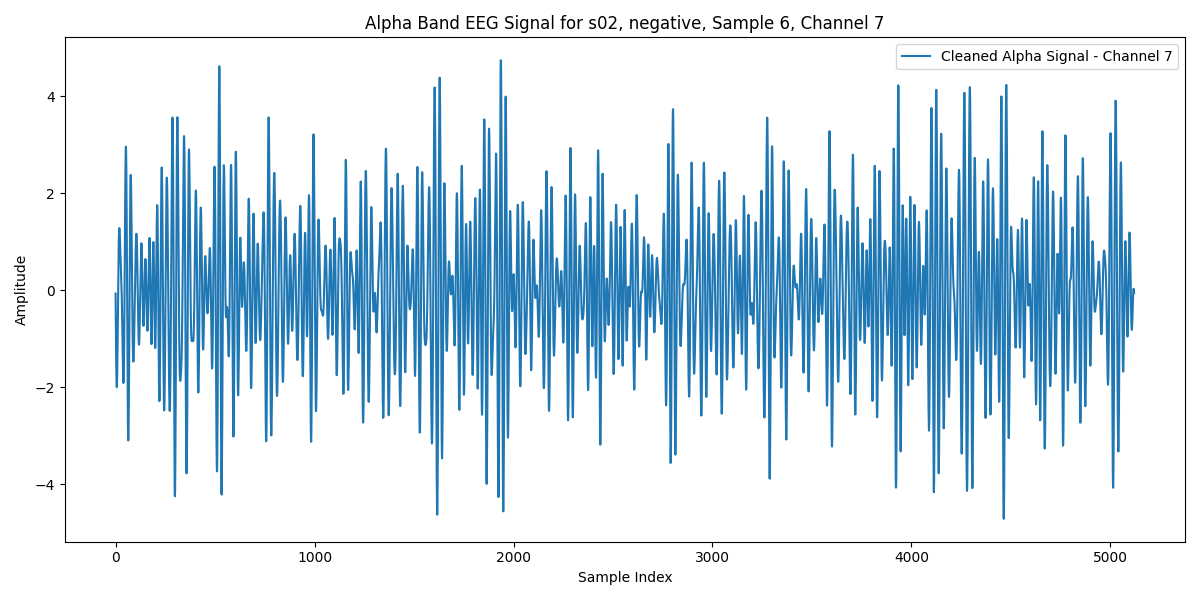 Alpha Band EEG Signal for s02, negative, Sample 6, Channel 7
Cleaned Alpha Signal - Channel 7
Amplitude
4
2
0
−2
−4
0 1000 2000 3000 4000 5000
Sample Index